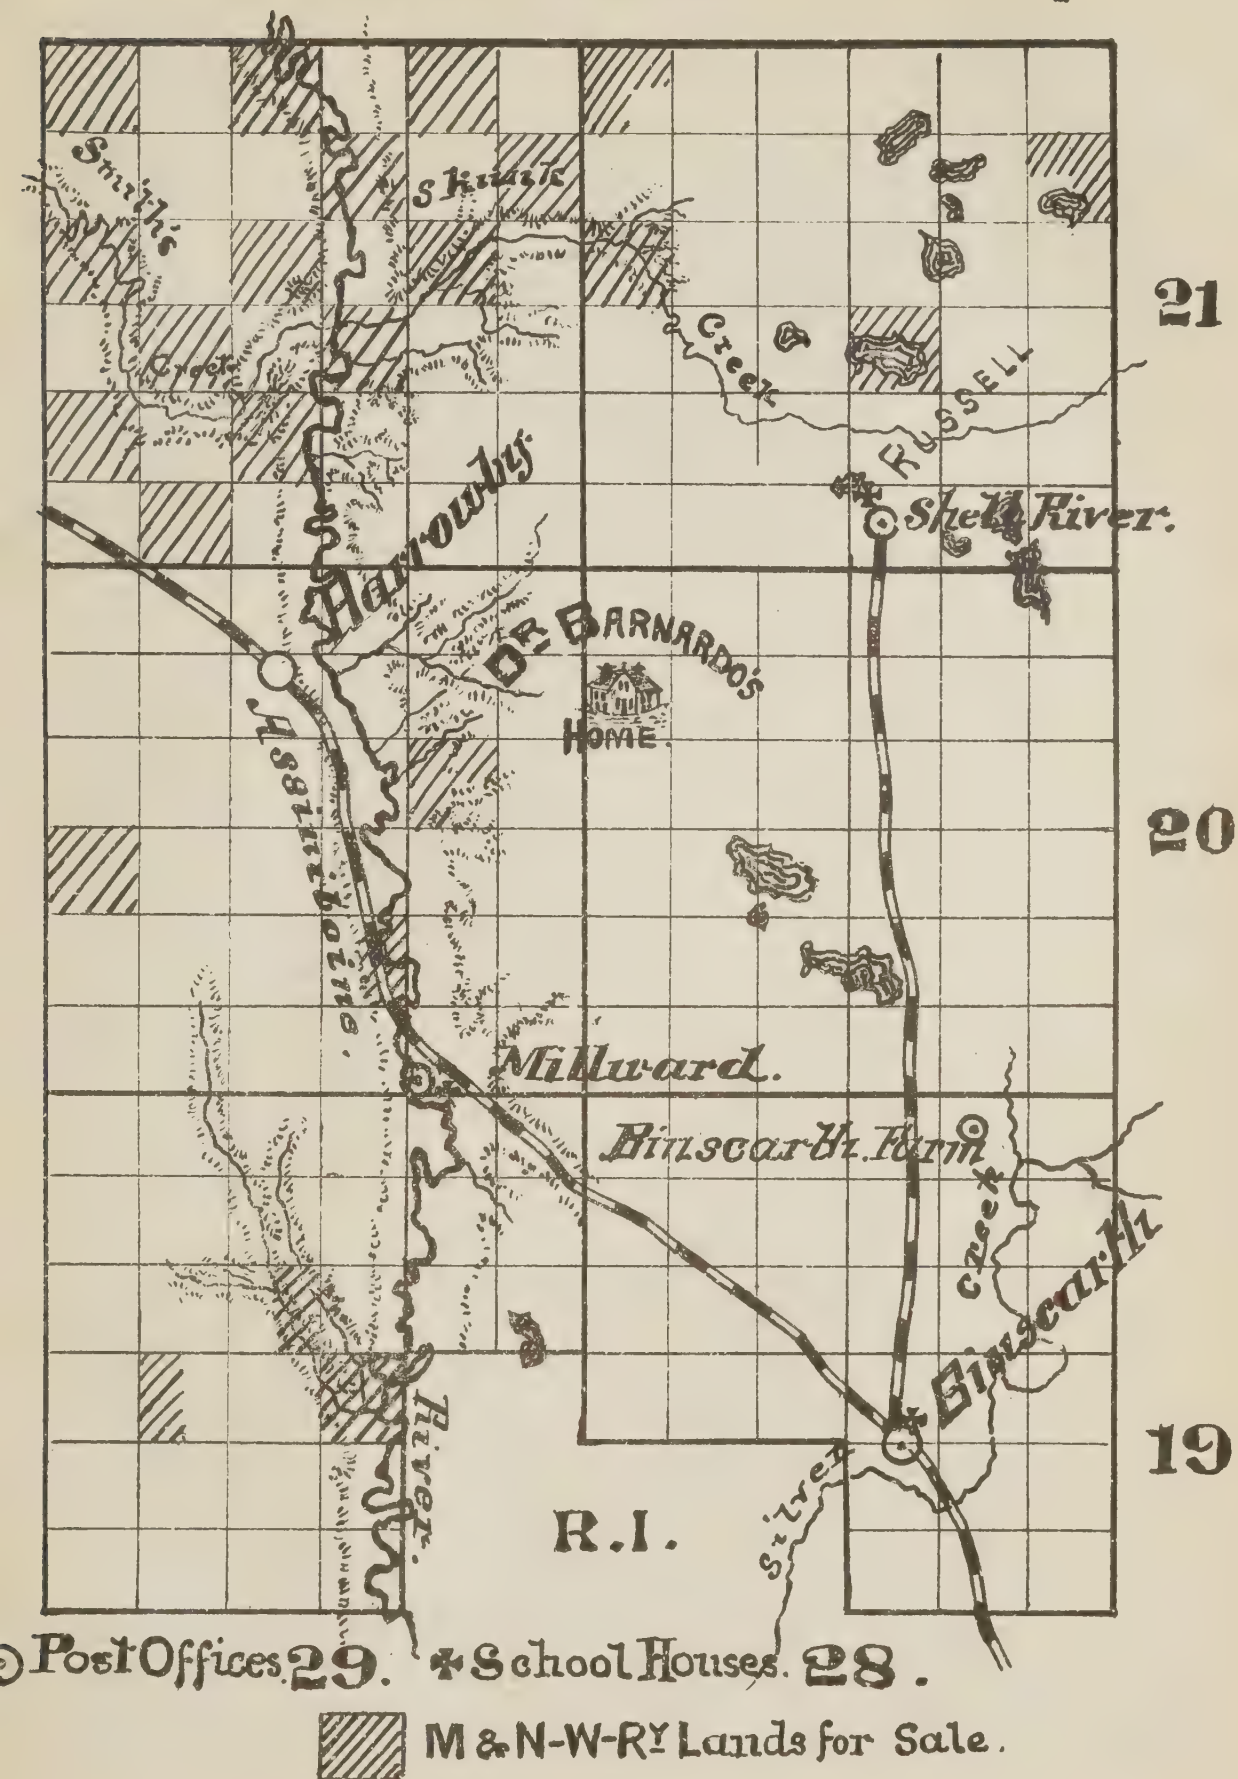 Smith's
Creek
Skunk
Creek
21
RUSSELL
Shell River.
Harrowby
DR BARNARDO'S
HOME.
Assiniboine.
20
Millward.
Binscarth Farm
Creek
Binscarth
19
River.
Silver
R.I.
Post Offices. 29. School Houses. 28.
M & N-W-RY Lands for Sale.